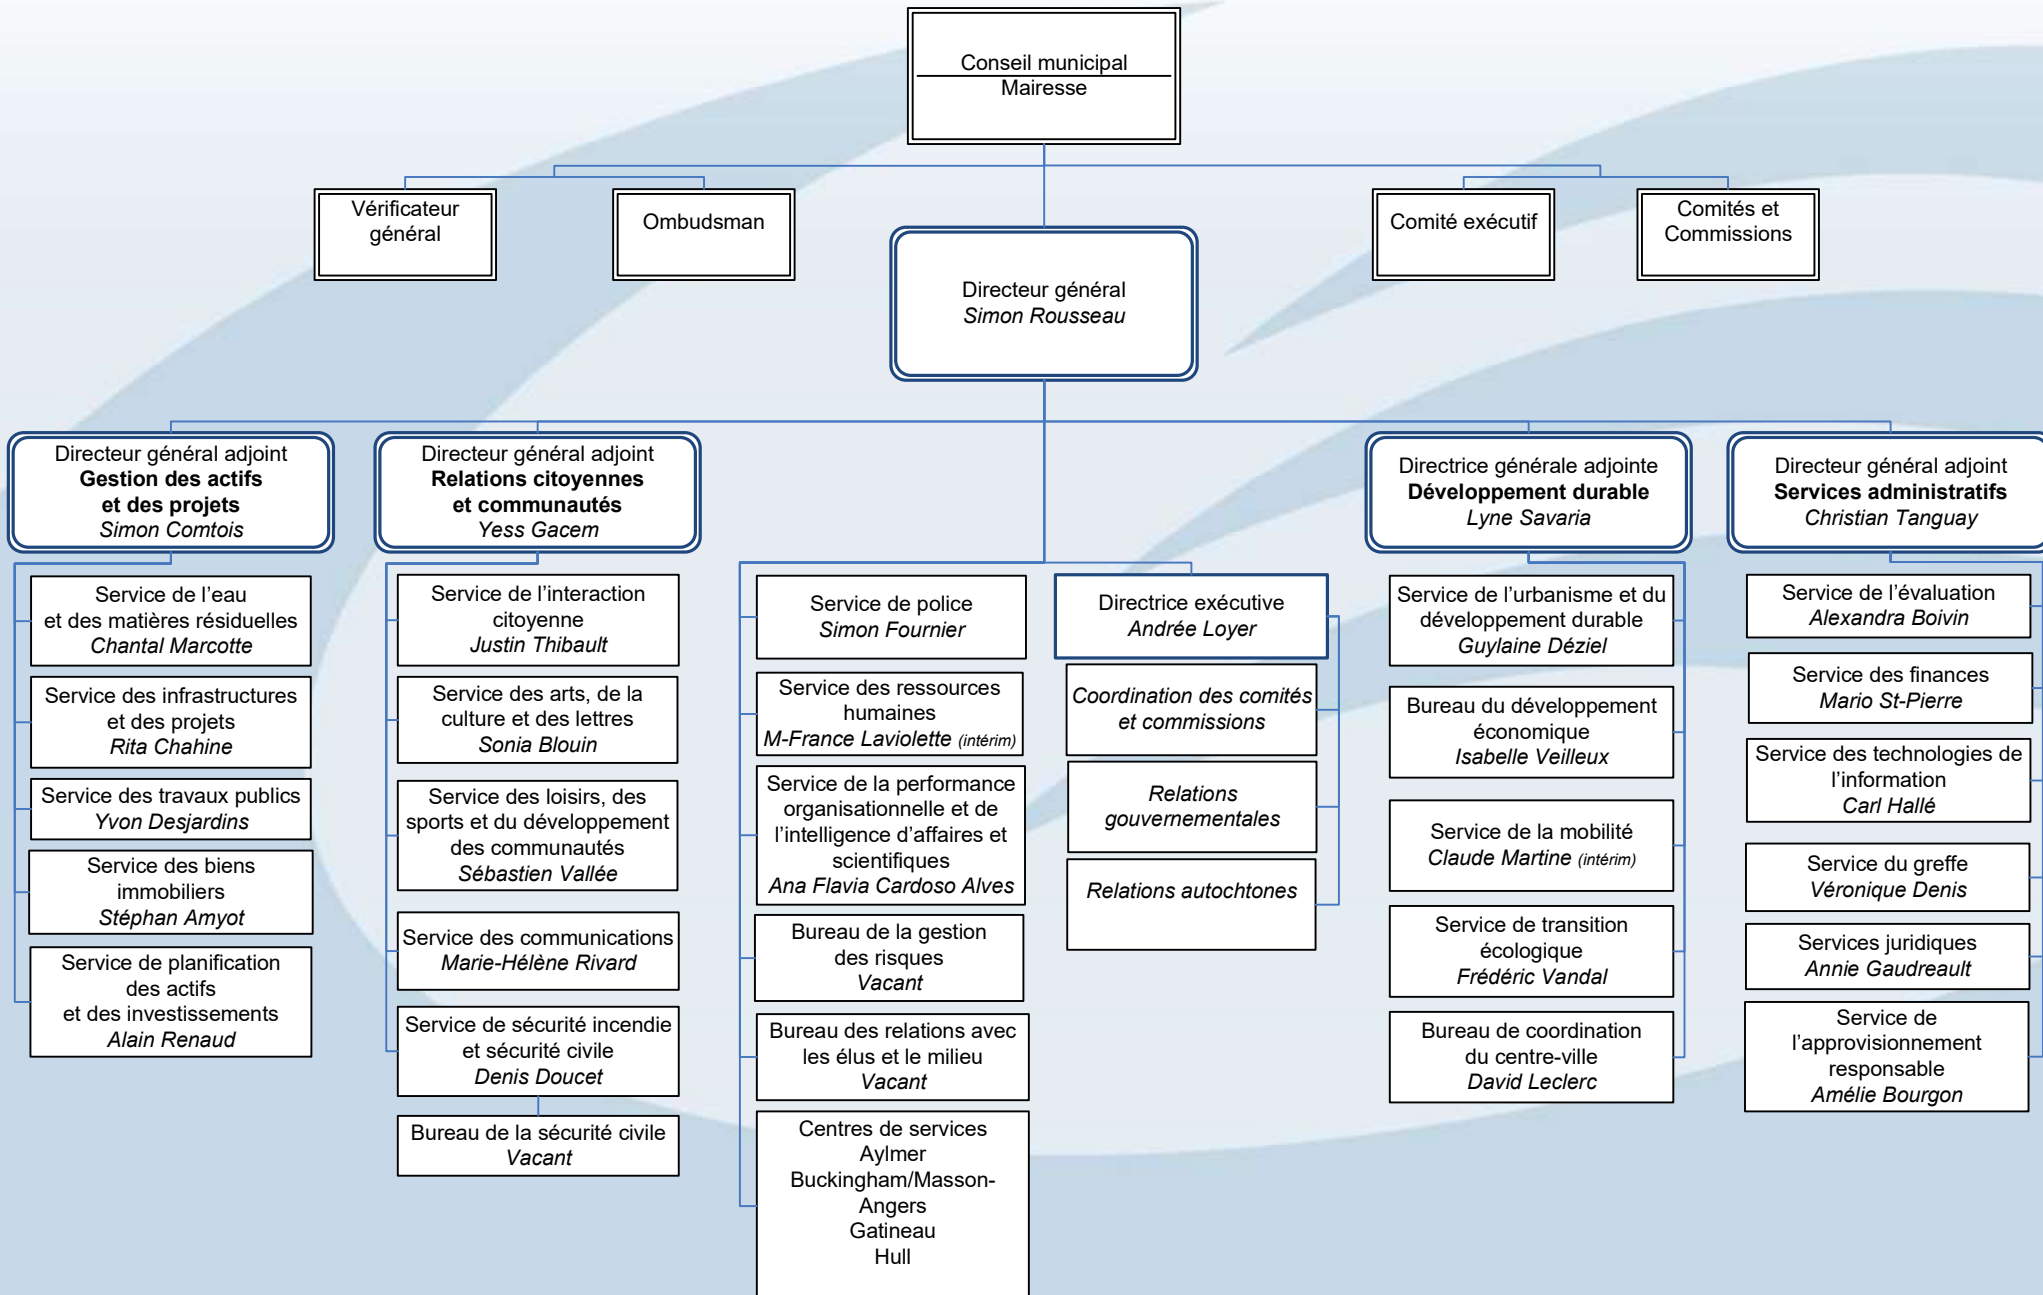 Conseil municipal
Mairesse
Vérificateur
général
Ombudsman
Comité exécutif
Comités et
Commissions
Directeur général
Simon Rousseau
Directeur général adjoint
Gestion des actifs
et des projets
Simon Comtois
Directeur général adjoint
Relations citoyennes
et communautés
Yess Gacem
Directrice générale adjointe
Développement durable
Lyne Savaria
Directeur général adjoint
Services administratifs
Christian Tanguay
Service de l'eau
et des matières résiduelles
Chantal Marcotte
Service des infrastructures
et des projets
Rita Chahine
Service des travaux publics
Yvon Desjardins
Service des biens
immobiliers
Stéphan Amyot
Service de planification
des actifs
et des investissements
Alain Renaud
Service de l'interaction
citoyenne
Justin Thibault
Service des arts, de la
culture et des lettres
Sonia Blouin
Service des loisirs, des
sports et du développement
des communautés
Sébastien Vallée
Service des communications
Marie-Hélène Rivard
Service de sécurité incendie
et sécurité civile
Denis Doucet
Bureau de la sécurité civile
Vacant
Service de police
Simon Fournier
Service des ressources
humaines
M-France Laviolette (intérim)
Service de la performance
organisationnelle et de
l'intelligence d'affaires et
scientifiques
Ana Flavia Cardoso Alves
Bureau de la gestion
des risques
Vacant
Bureau des relations avec
les élus et le milieu
Vacant
Centres de services
Aylmer
Buckingham/Masson-
Angers
Gatineau
Hull
Directrice exécutive
Andrée Loyer
Coordination des comités
et commissions
Relations
gouvernementales
Relations autochtones
Service de l'urbanisme et du
développement durable
Guylaine Déziel
Bureau du développement
économique
Isabelle Veilleux
Service de la mobilité
Claude Martine (intérim)
Service de transition
écologique
Frédéric Vandal
Bureau de coordination
du centre-ville
David Leclerc
Service de l'évaluation
Alexandra Boivin
Service des finances
Mario St-Pierre
Service des technologies de
l'information
Carl Hallé
Service du greffe
Véronique Denis
Services juridiques
Annie Gaudreault
Service de
l'approvisionnement
responsable
Amélie Bourgon